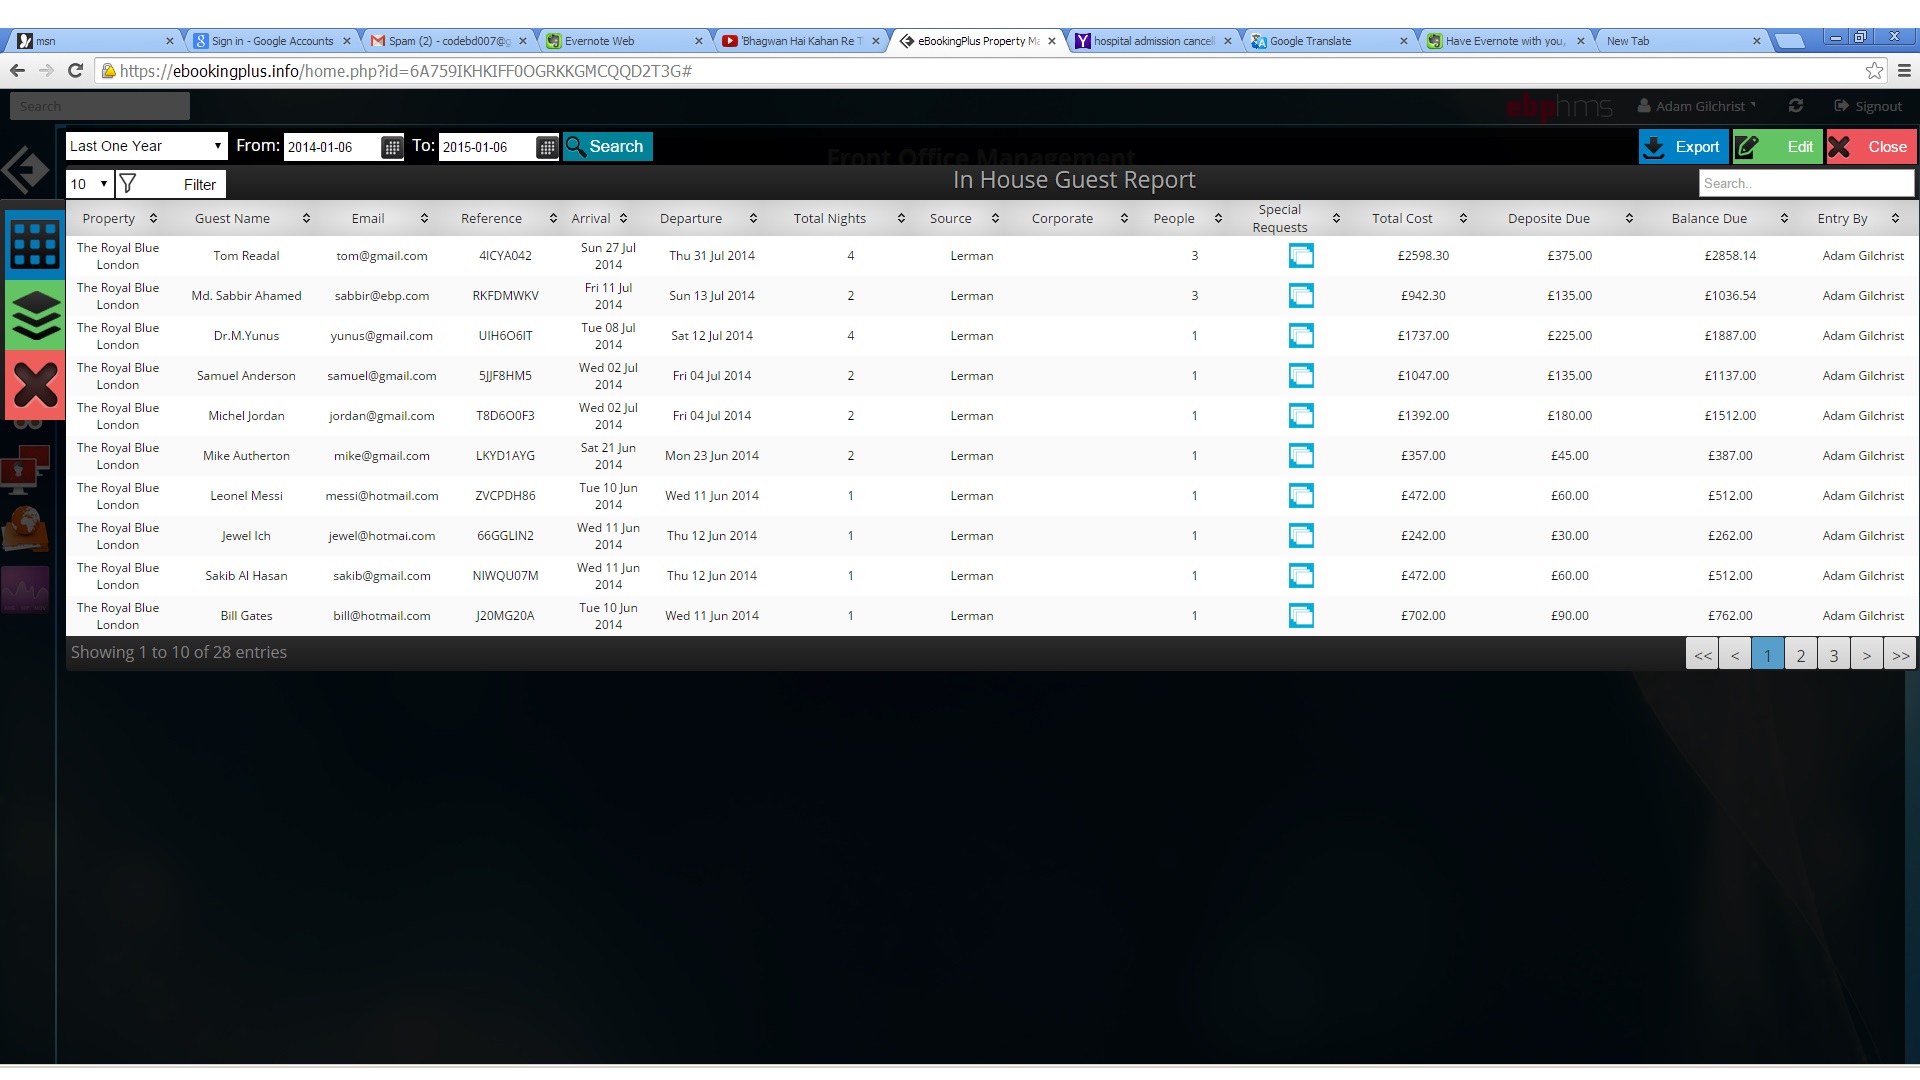 msn
Sign in - Google Accounts
Spam (2) - codebd007@g
Evernote Web
'Bhagwan Hai Kahan Re T
eBookingPlus Property Ma
hospital admission cancell
Google Translate
Have Evernote with you,
New Tab
https://ebookingplus.info/home.php?id=6A759IKHKIFF0OGRKKGMCQQD2T3G#
Search
ebphms
Adam Gilchrist
Signout
Last One Year
From: 2014-01-06
To: 2015-01-06
Search
Front Office Management
Export
Edit
Close
10
Filter
In House Guest Report
Search..
Property Guest Name Email Reference Arrival Departure Total Nights Source Corporate People Special Requests Total Cost Deposite Due Balance Due Entry By
The Royal Blue London Tom Readal tom@gmail.com 4ICYA042 Sun 27 Jul 2014 Thu 31 Jul 2014 4 Lerman 3 £2598.30 £375.00 £2858.14 Adam Gilchrist
The Royal Blue London Md. Sabbir Ahamed sabbir@ebp.com RKFDMWKV Fri 11 Jul 2014 Sun 13 Jul 2014 2 Lerman 3 £942.30 £135.00 £1036.54 Adam Gilchrist
The Royal Blue London Dr.M.Yunus yunus@gmail.com UIH6O6IT Tue 08 Jul 2014 Sat 12 Jul 2014 4 Lerman 1 £1737.00 £225.00 £1887.00 Adam Gilchrist
The Royal Blue London Samuel Anderson samuel@gmail.com 5JJF8HM5 Wed 02 Jul 2014 Fri 04 Jul 2014 2 Lerman 1 £1047.00 £135.00 £1137.00 Adam Gilchrist
The Royal Blue London Michel Jordan jordan@gmail.com T8D6O0F3 Wed 02 Jul 2014 Fri 04 Jul 2014 2 Lerman 1 £1392.00 £180.00 £1512.00 Adam Gilchrist
The Royal Blue London Mike Autherton mike@gmail.com LKYD1AYG Sat 21 Jun 2014 Mon 23 Jun 2014 2 Lerman 1 £357.00 £45.00 £387.00 Adam Gilchrist
The Royal Blue London Leonel Messi messi@hotmail.com ZVCPDH86 Tue 10 Jun 2014 Wed 11 Jun 2014 1 Lerman 1 £472.00 £60.00 £512.00 Adam Gilchrist
The Royal Blue London Jewel Ich jewel@hotmai.com 66GGLIN2 Wed 11 Jun 2014 Thu 12 Jun 2014 1 Lerman 1 £242.00 £30.00 £262.00 Adam Gilchrist
The Royal Blue London Sakib Al Hasan sakib@gmail.com NIWQU07M Wed 11 Jun 2014 Thu 12 Jun 2014 1 Lerman 1 £472.00 £60.00 £512.00 Adam Gilchrist
The Royal Blue London Bill Gates bill@hotmail.com J20MG20A Tue 10 Jun 2014 Wed 11 Jun 2014 1 Lerman 1 £702.00 £90.00 £762.00 Adam Gilchrist
Showing 1 to 10 of 28 entries
<< < 1 2 3 > >>